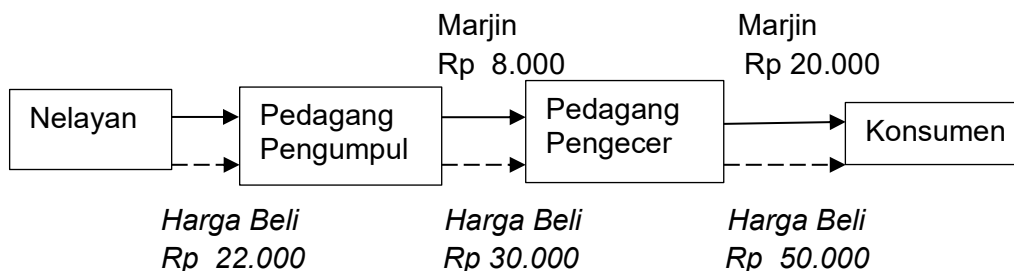 Marjin
Rp 8.000
Marjin
Rp 20.000
Nelayan
Pedagang
Pengumpul
Pedagang
Pengecer
Konsumen
Harga Beli
Rp 22.000
Harga Beli
Rp 30.000
Harga Beli
Rp 50.000